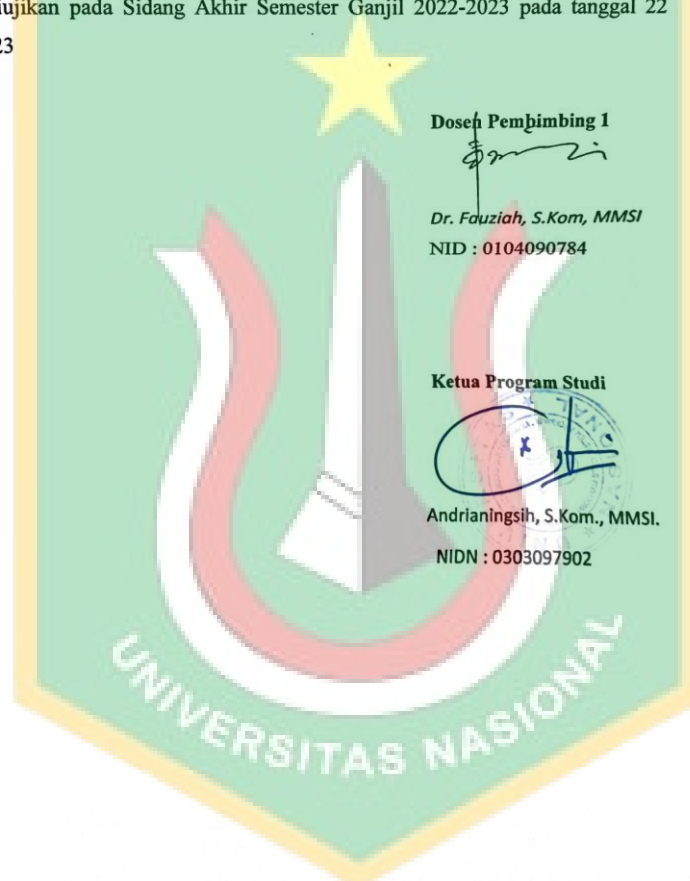 ujikan pada Sidang Akhir Semester Ganjil 2022-2023 pada tanggal 22
23
Dosen Pembimbing 1
Dr. Fauziah, S.Kom, MMSI
NID : 0104090784
Ketua Program Studi
Andrianingsih, S.Kom., MMSI.
NIDN : 0303097902
UNIVERSITAS NASIONAL